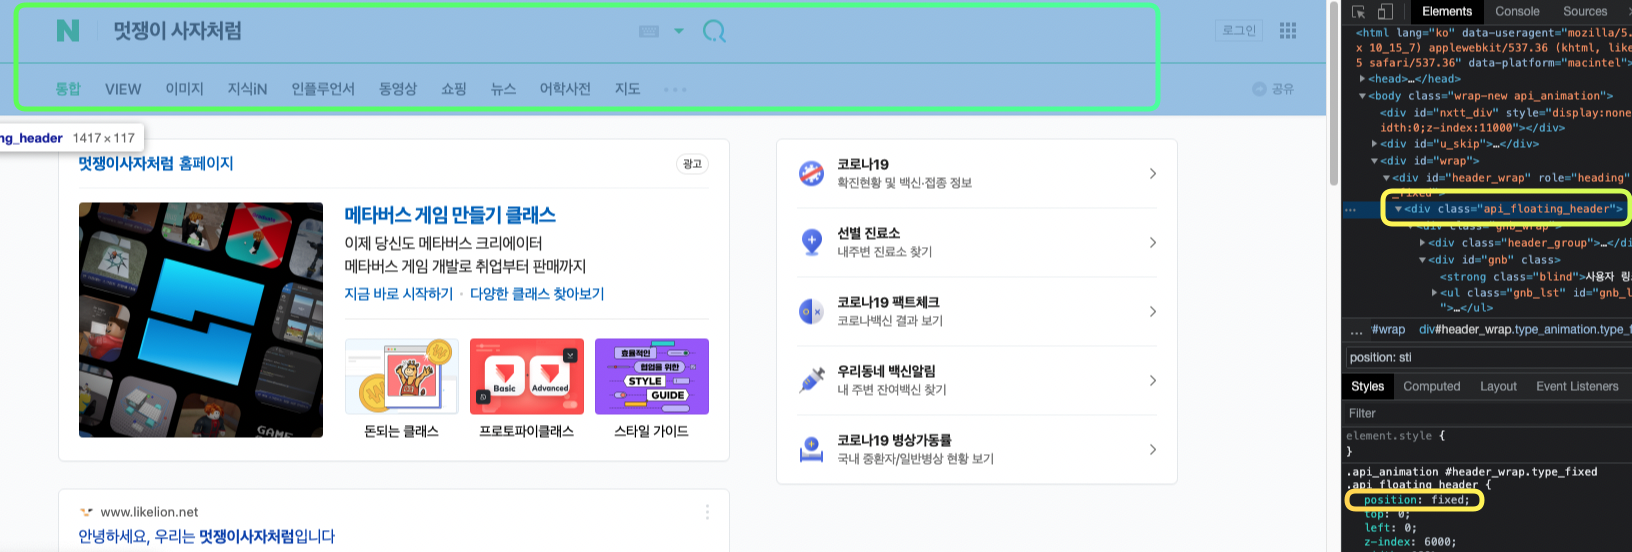 N 멋쟁이 사자처럼
로그인
통합 VIEW 이미지 지식iN 인플루언서 동영상 쇼핑 뉴스 어학사전 지도
공유
ng_header 1417×117
멋쟁이사자처럼 홈페이지
광고
메타버스 게임 만들기 클래스
이제 당신도 메타버스 크리에이터
메타버스 게임 개발로 취업부터 판매까지
지금 바로 시작하기 · 다양한 클래스 찾아보기
Basic
Advanced
효율적인
협업을 위한
STYLE
GUIDE
GAME
돈되는 클래스
프로토파이클래스
스타일 가이드
www.likelion.net
안녕하세요, 우리는 멋쟁이사자처럼입니다
코로나19
확진현황 및 백신·접종 정보
선별 진료소
내주변 진료소 찾기
코로나19 팩트체크
코로나백신 결과 보기
우리동네 백신알림
내 주변 잔여백신 찾기
코로나19 병상가동률
국내 중환자/일반병상 현황 보기
Elements Console Sources
<html lang="ko" data-useragent="mozilla/5.
x 10_15_7) applewebkit/537.36 (khtml, like
5 safari/537.36" data-platform="macintel">
<head>…</head>
<body class="wrap-new api_animation">
<div id="nxtt_div" style="display:none
idth:0;z-index:11000"></div>
<div id="u_skip">…</div>
<div id="wrap">
<div id="header_wrap" role="heading"
_fixed">
… <div class="api_floating_header">
<div class="gnb_wrap">
<div class="header_group">…</di
<div id="gnb" class>
<strong class="blind">사용자 링
<ul class="gnb_lst" id="gnb_l
">…</ul>
… #wrap div#header_wrap.type_animation.type_f
position: sti
Styles Computed Layout Event Listeners
Filter
element.style {
}
.api_animation #header_wrap.type_fixed
.api_floating_header {
position: fixed;
top: 0;
left: 0;
z-index: 6000;